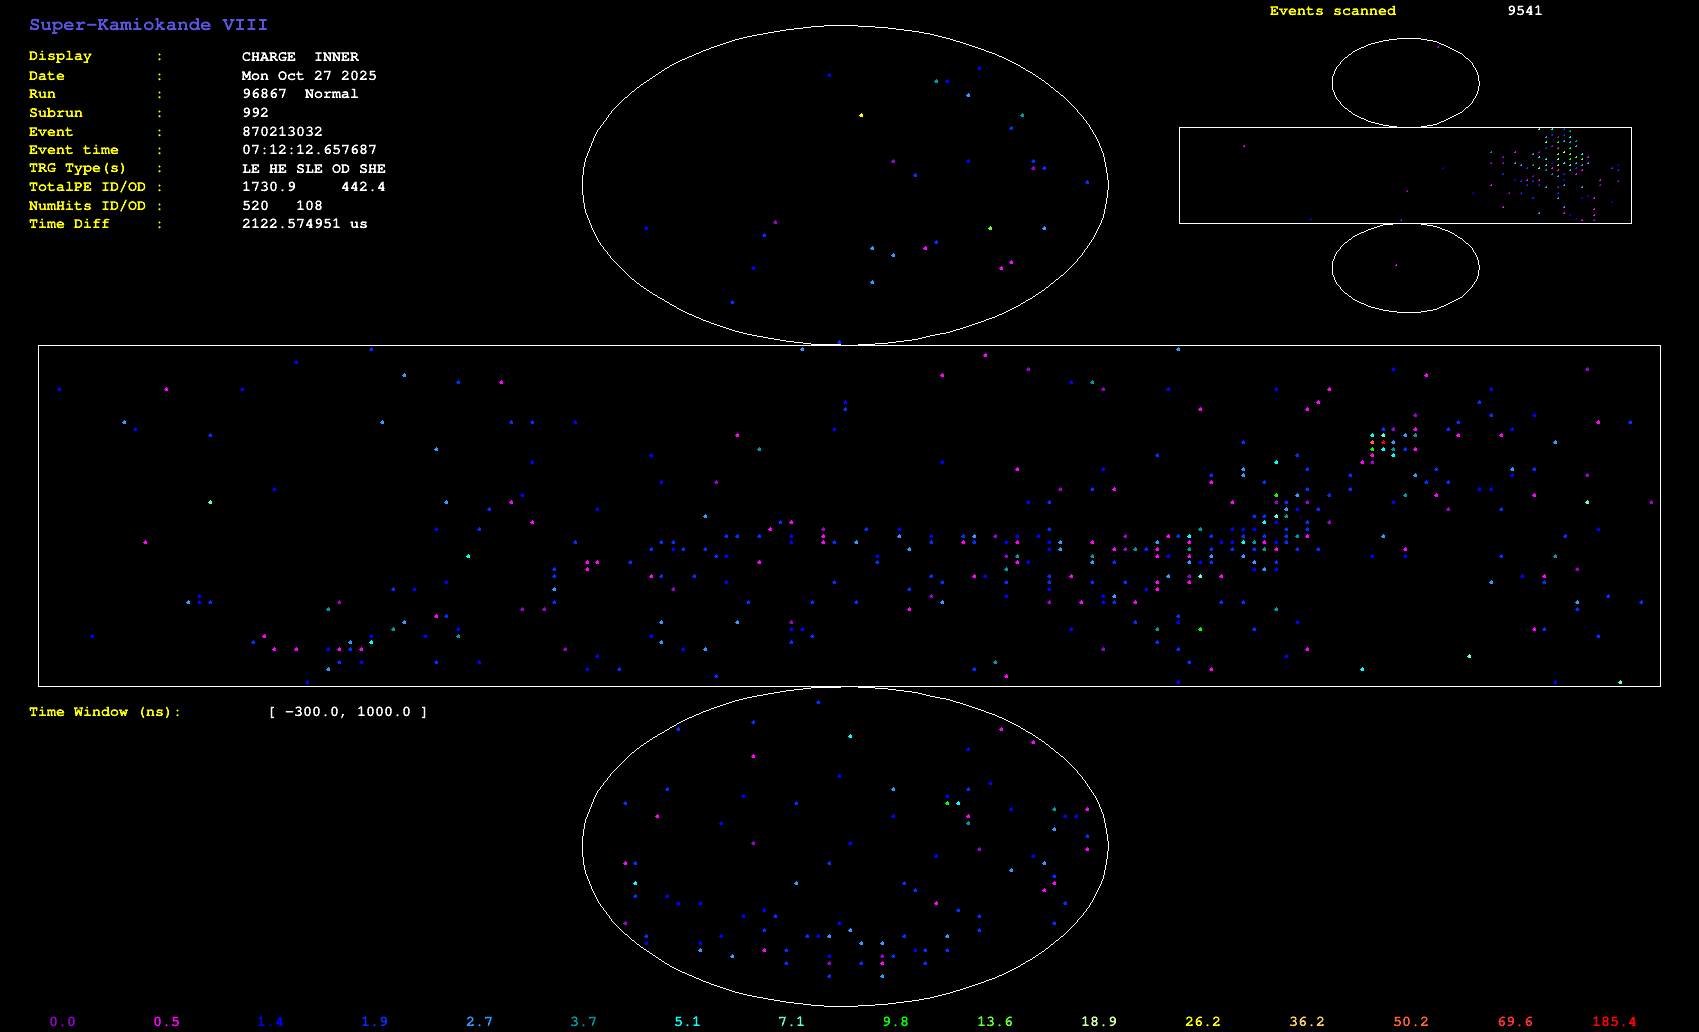 Super-Kamiokande VIII
Events scanned 9541
Display : CHARGE INNER
Date : Mon Oct 27 2025
Run : 96867 Normal
Subrun : 992
Event : 870213032
Event time : 07:12:12.657687
TRG Type(s) : LE HE SLE OD SHE
TotalPE ID/OD : 1730.9 442.4
NumHits ID/OD : 520 108
Time Diff : 2122.574951 us
Time Window (ns): [ -300.0, 1000.0 ]
0.0 0.5 1.4 1.9 2.7 3.7 5.1 7.1 9.8 13.6 18.9 26.2 36.2 50.2 69.6 185.4